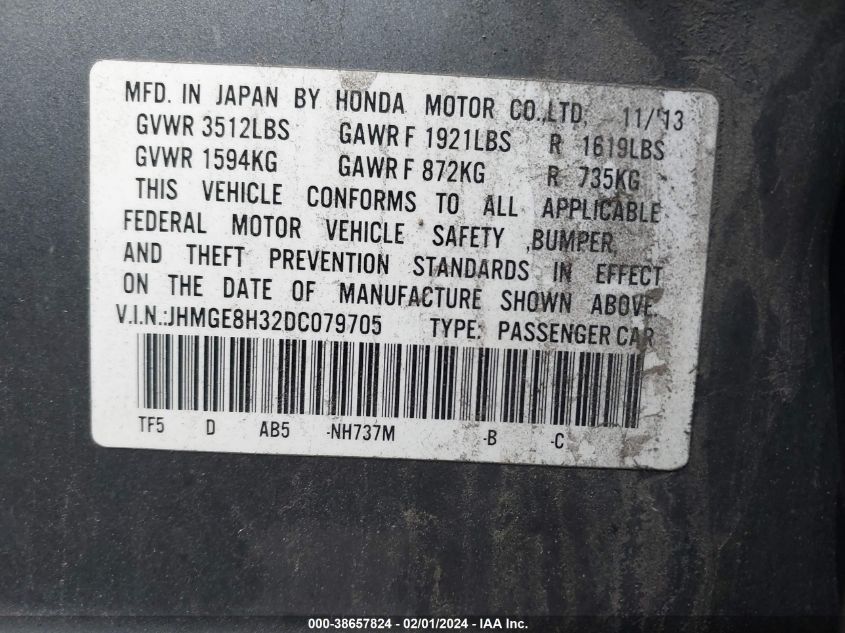 MFD. IN JAPAN BY HONDA MOTOR CO.,LTD. 11/13
GVWR 3512LBS GAWR F 1921LBS R 1619LBS
GVWR 1594KG GAWR F 872KG R 735KG
THIS VEHICLE CONFORMS TO ALL APPLICABLE
FEDERAL MOTOR VEHICLE SAFETY ,BUMPER
AND THEFT PREVENTION STANDARDS IN EFFECT
ON THE DATE OF MANUFACTURE SHOWN ABOVE.
V.I.N.:JHMGE8H32DC079705 TYPE: PASSENGER CAR
TF5 D AB5 -NH737M -B -C
000-38657824 - 02/01/2024 - IAA Inc.